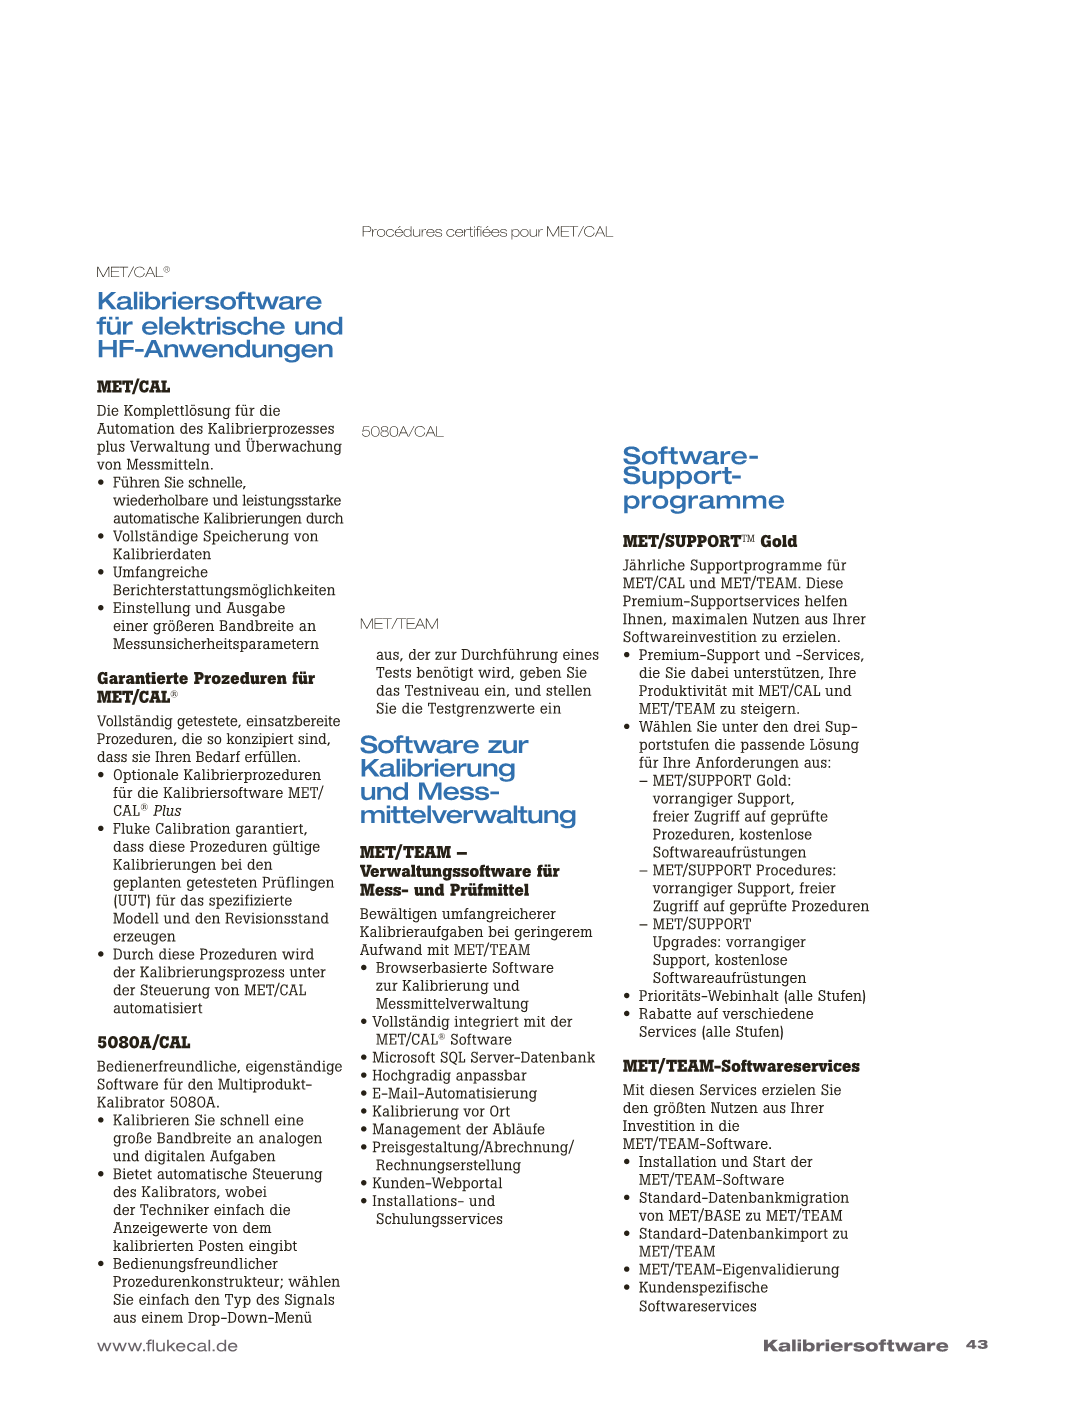 MET/CAL®
Kalibriersoftware
für elektrische und
HF-Anwendungen
MET/CAL
Die Komplettlösung für die
Automation des Kalibrierprozesses
plus Verwaltung und Überwachung
von Messmitteln.
• Führen Sie schnelle,
wiederholbare und leistungsstarke
automatische Kalibrierungen durch
• Vollständige Speicherung von
Kalibrierdaten
• Umfangreiche
Berichterstattungsmöglichkeiten
• Einstellung und Ausgabe
einer größeren Bandbreite an
Messunsicherheitsparametern
Garantierte Prozeduren für
MET/CAL®
Vollständig getestete, einsatzbereite
Prozeduren, die so konzipiert sind,
dass sie Ihren Bedarf erfüllen.
• Optionale Kalibrierprozeduren
für die Kalibriersoftware MET/
CAL® Plus
• Fluke Calibration garantiert,
dass diese Prozeduren gültige
Kalibrierungen bei den
geplanten getesteten Prüflingen
(UUT) für das spezifizierte
Modell und den Revisionsstand
erzeugen
• Durch diese Prozeduren wird
der Kalibrierungsprozess unter
der Steuerung von MET/CAL
automatisiert
5080A/CAL
Bedienerfreundliche, eigenständige
Software für den Multiprodukt-
Kalibrator 5080A.
• Kalibrieren Sie schnell eine
große Bandbreite an analogen
und digitalen Aufgaben
• Bietet automatische Steuerung
des Kalibrators, wobei
der Techniker einfach die
Anzeigewerte von dem
kalibrierten Posten eingibt
• Bedienungsfreundlicher
Prozedurenkonstrukteur; wählen
Sie einfach den Typ des Signals
aus einem Drop-Down-Menü
Procédures certifiées pour MET/CAL
5080A/CAL
MET/TEAM
aus, der zur Durchführung eines
Tests benötigt wird, geben Sie
das Testniveau ein, und stellen
Sie die Testgrenzwerte ein
Software zur
Kalibrierung
und Mess-
mittelverwaltung
MET/TEAM –
Verwaltungssoftware für
Mess- und Prüfmittel
Bewältigen umfangreicherer
Kalibrieraufgaben bei geringerem
Aufwand mit MET/TEAM
• Browserbasierte Software
zur Kalibrierung und
Messmittelverwaltung
• Vollständig integriert mit der
MET/CAL® Software
• Microsoft SQL Server-Datenbank
• Hochgradig anpassbar
• E-Mail-Automatisierung
• Kalibrierung vor Ort
• Management der Abläufe
• Preisgestaltung/Abrechnung/
Rechnungserstellung
• Kunden-Webportal
• Installations- und
Schulungsservices
Software-
Support-
programme
MET/SUPPORT™ Gold
Jährliche Supportprogramme für
MET/CAL und MET/TEAM. Diese
Premium-Supportservices helfen
Ihnen, maximalen Nutzen aus Ihrer
Softwareinvestition zu erzielen.
• Premium-Support und -Services,
die Sie dabei unterstützen, Ihre
Produktivität mit MET/CAL und
MET/TEAM zu steigern.
• Wählen Sie unter den drei Sup-
portstufen die passende Lösung
für Ihre Anforderungen aus:
– MET/SUPPORT Gold:
vorrangiger Support,
freier Zugriff auf geprüfte
Prozeduren, kostenlose
Softwareaufrüstungen
– MET/SUPPORT Procedures:
vorrangiger Support, freier
Zugriff auf geprüfte Prozeduren
– MET/SUPPORT
Upgrades: vorrangiger
Support, kostenlose
Softwareaufrüstungen
• Prioritäts-Webinhalt (alle Stufen)
• Rabatte auf verschiedene
Services (alle Stufen)
MET/TEAM-Softwareservices
Mit diesen Services erzielen Sie
den größten Nutzen aus Ihrer
Investition in die
MET/TEAM-Software.
• Installation und Start der
MET/TEAM-Software
• Standard-Datenbankmigration
von MET/BASE zu MET/TEAM
• Standard-Datenbankimport zu
MET/TEAM
• MET/TEAM-Eigenvalidierung
• Kundenspezifische
Softwareservices
www.flukecal.de
Kalibriersoftware 43